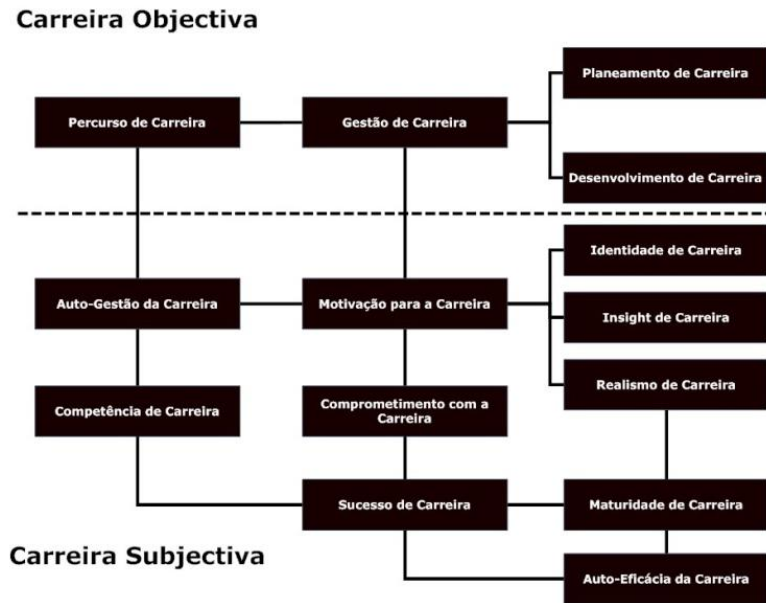 Carreira Objectiva
Planeamento de Carreira
Percurso de Carreira
Gestão de Carreira
Desenvolvimento de Carreira
Identidade de Carreira
Auto-Gestão da Carreira
Motivação para a Carreira
Insight de Carreira
Realismo de Carreira
Competência de Carreira
Comprometimento com a
Carreira
Sucesso de Carreira
Maturidade de Carreira
Carreira Subjectiva
Auto-Eficácia da Carreira